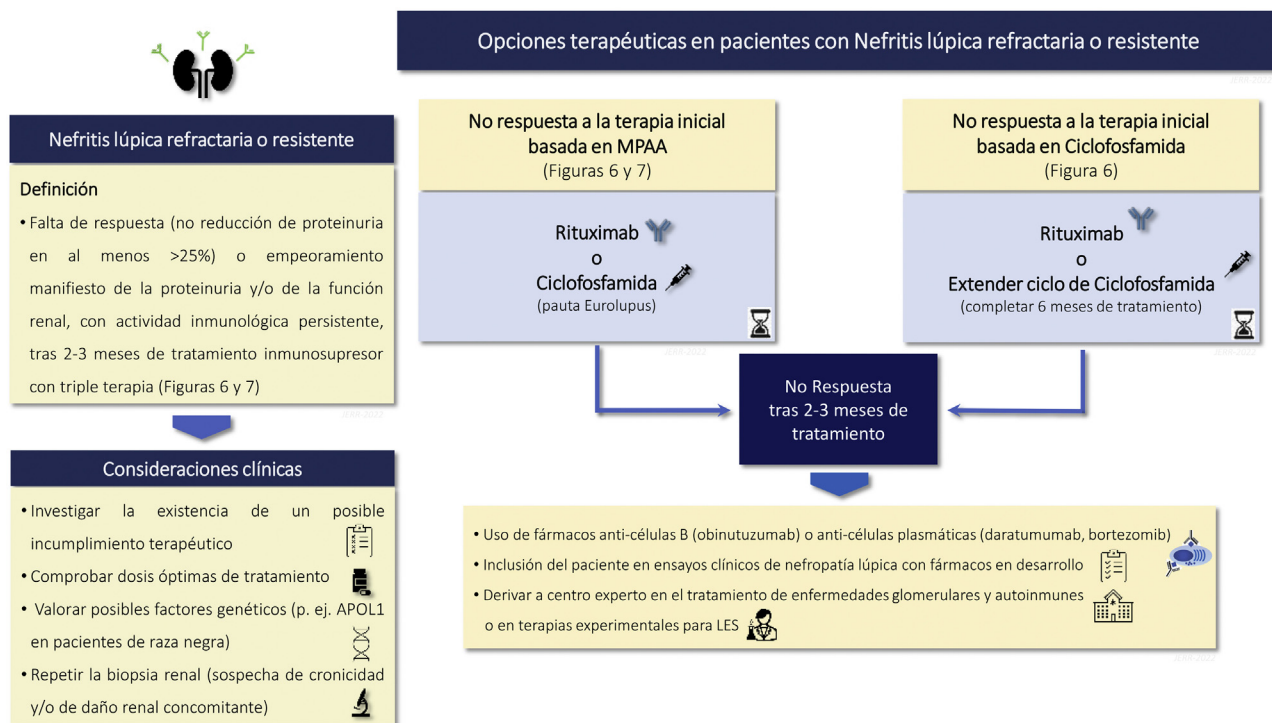 Opciones terapéuticas en pacientes con Nefritis lúpica refractaria o resistente
Nefritis lúpica refractaria o resistente
Definición
• Falta de respuesta (no reducción de proteinuria
en al menos >25%) o empeoramiento
manifiesto de la proteinuria y/o de la función
renal, con actividad inmunológica persistente,
tras 2-3 meses de tratamiento inmunosupresor
con triple terapia (Figuras 6 y 7)
JERR-2022
Consideraciones clínicas
• Investigar la existencia de un posible
incumplimiento terapéutico
• Comprobar dosis óptimas de tratamiento
• Valorar posibles factores genéticos (p. ej. APOL1
en pacientes de raza negra)
• Repetir la biopsia renal (sospecha de cronicidad
y/o de daño renal concomitante)
No respuesta a la terapia inicial
basada en MPAA
(Figuras 6 y 7)
Rituximab
o
Ciclofosfamida
(pauta Eurolupus)
JERR-2022
No respuesta a la terapia inicial
basada en Ciclofosfamida
(Figura 6)
Rituximab
o
Extender ciclo de Ciclofosfamida
(completar 6 meses de tratamiento)
JERR-2022
No Respuesta
tras 2-3 meses de
tratamiento
• Uso de fármacos anti-células B (obinutuzumab) o anti-células plasmáticas (daratumumab, bortezomib)
• Inclusión del paciente en ensayos clínicos de nefropatía lúpica con fármacos en desarrollo
• Derivar a centro experto en el tratamiento de enfermedades glomerulares y autoinmunes
o en terapias experimentales para LES
JERR-2022